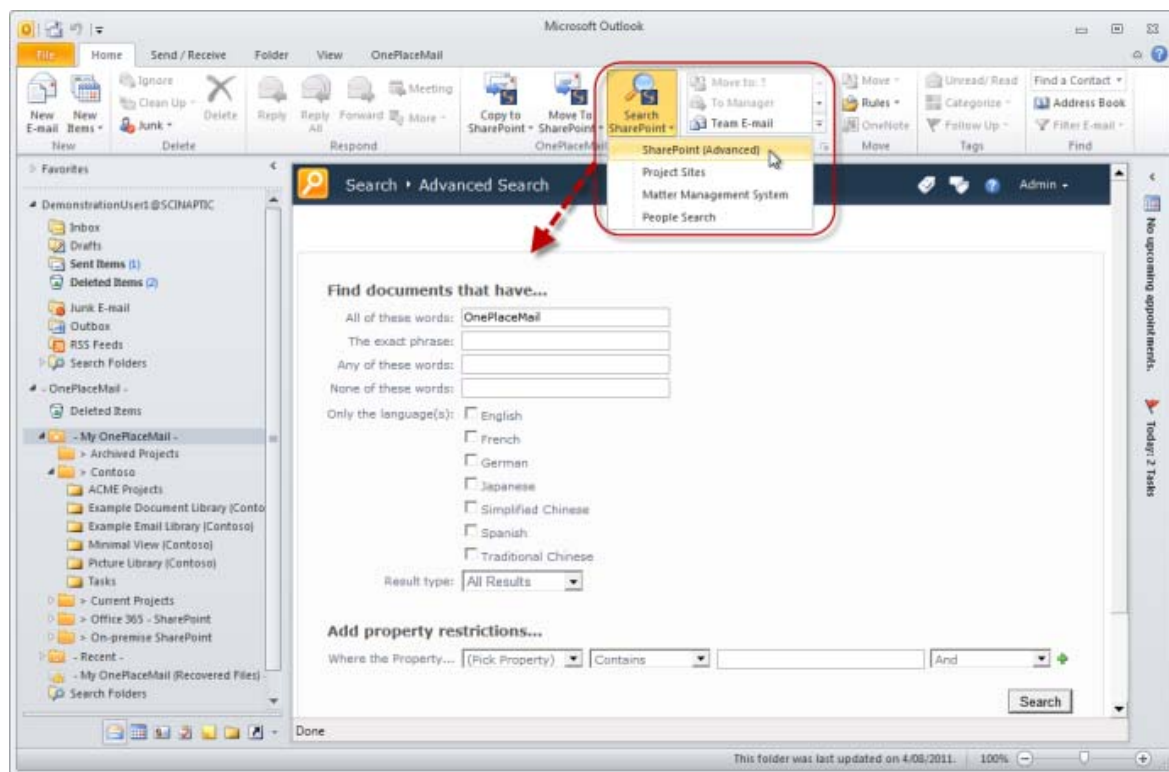 Microsoft Outlook
File Home Send / Receive Folder View OnePlaceMail
New E-mail
New Items
Ignore
Clean Up
Junk
Delete
Reply
Reply All
Forward
Meeting
More
Copy to SharePoint
Move To SharePoint
Search SharePoint
Move to: ?
To Manager
Team E-mail
Move
Rules
OneNote
Unread/ Read
Categorize
Follow Up
Find a Contact
Address Book
Filter E-mail
New Delete Respond OnePlaceMail Move Tags Find
SharePoint (Advanced)
Project Sites
Matter Management System
People Search
Favorites
DemonstrationUser1@SCINAPTIC
Inbox
Drafts
Sent Items (1)
Deleted Items (2)
Junk E-mail
Outbox
RSS Feeds
Search Folders
- OnePlaceMail -
Deleted Items
- My OnePlaceMail -
> Archived Projects
> Contoso
ACME Projects
Example Document Library (Conto
Example Email Library (Contoso)
Minimal View (Contoso)
Picture Library (Contoso)
Tasks
> Current Projects
> Office 365 - SharePoint
> On-premise SharePoint
- Recent -
- My OnePlaceMail (Recovered Files)
Search Folders
Search Advanced Search
Admin
Find documents that have...
All of these words: OnePlaceMail
The exact phrase:
Any of these words:
None of these words:
Only the language(s): English
French
German
Japanese
Simplified Chinese
Spanish
Traditional Chinese
Result type: All Results
Add property restrictions...
Where the Property... (Pick Property) Contains And
Search
No upcoming appointments.
Today: 2 Tasks
Done
This folder was last updated on 4/08/2011. 100%